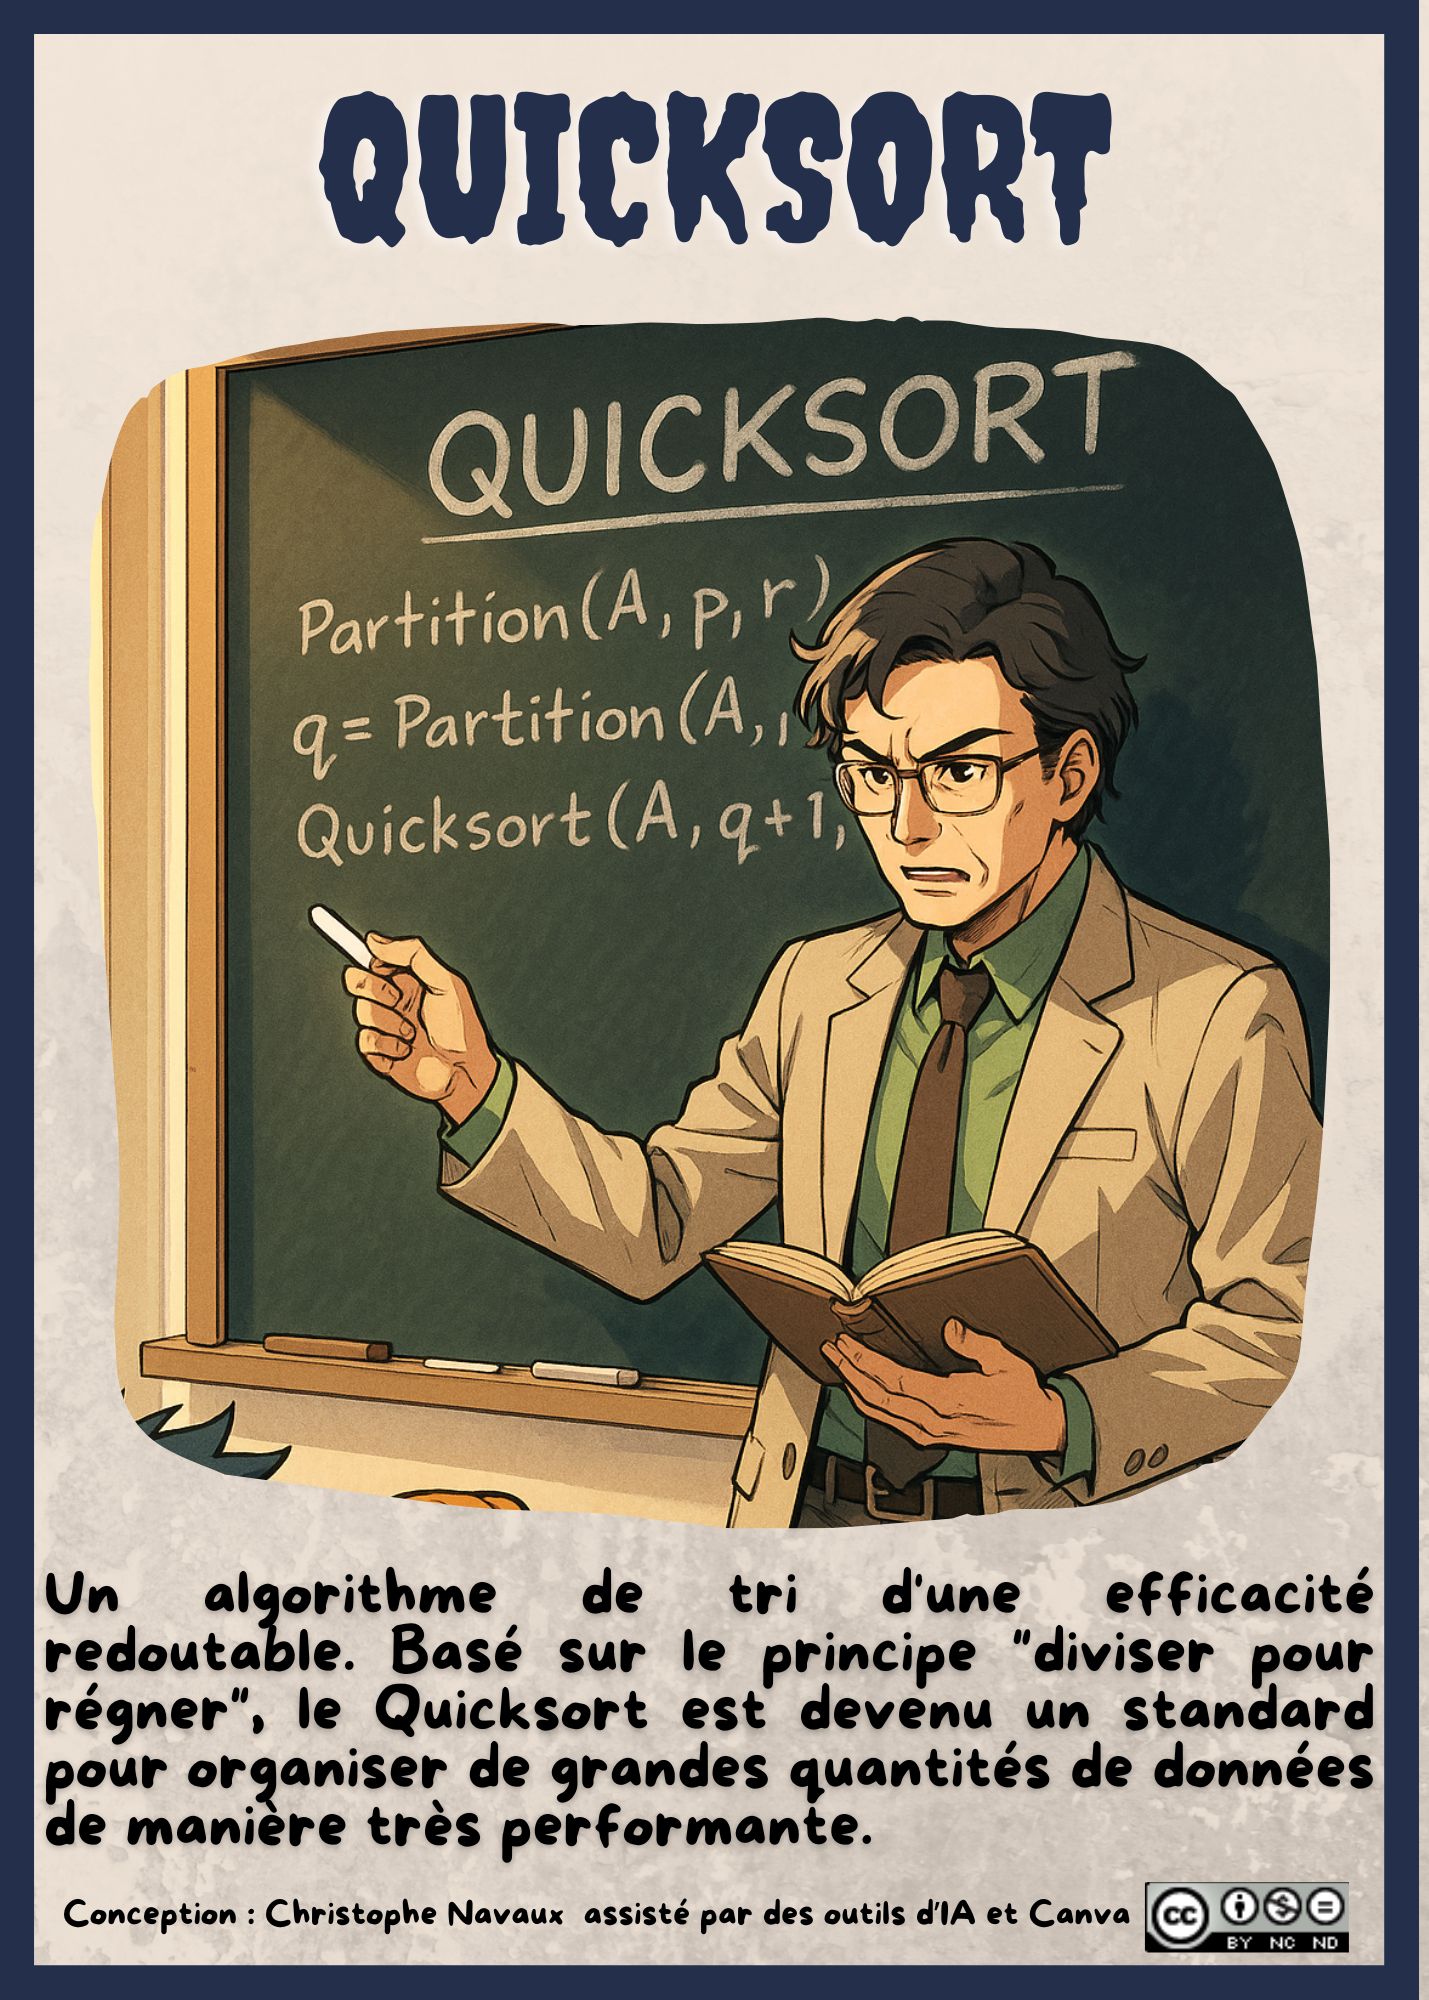 QUICKSORT
QUICKSORT
Partition(A, p, r)
q = Partition(A,
Quicksort(A, q+1,
Un algorithme de tri d'une efficacité
redoutable. Basé sur le principe "diviser pour
régner", le Quicksort est devenu un standard
pour organiser de grandes quantités de données
de manière très performante.
Conception : Christophe Navaux assisté par des outils d'IA et Canva
cc BY NC ND